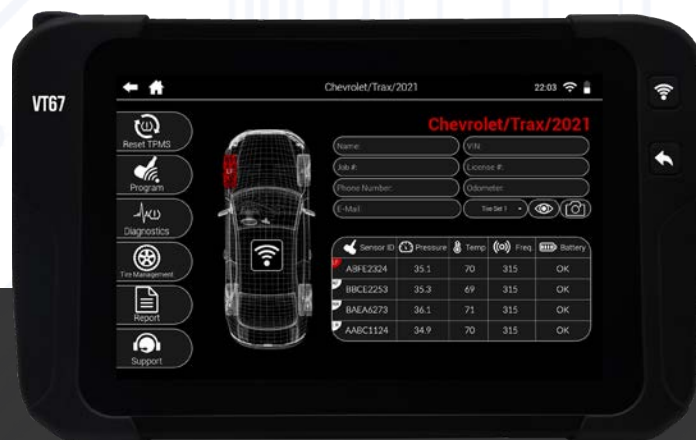 VT67
Chevrolet/Trax/2021
22:03
Chevrolet/Trax/2021
Reset TPMS
Program
Diagnostics
Tire Management
Report
Support
LF
Name:
VIN:
Job #:
License #:
Phone Number:
Odometer:
E-Mail:
Tire Set 1
Sensor ID Pressure Temp Freq. Battery
LF ABFE2324 35.1 70 315 OK
BBCE2253 35.3 69 315 OK
BAEA6273 36.1 71 315 OK
AABC1124 34.9 70 315 OK